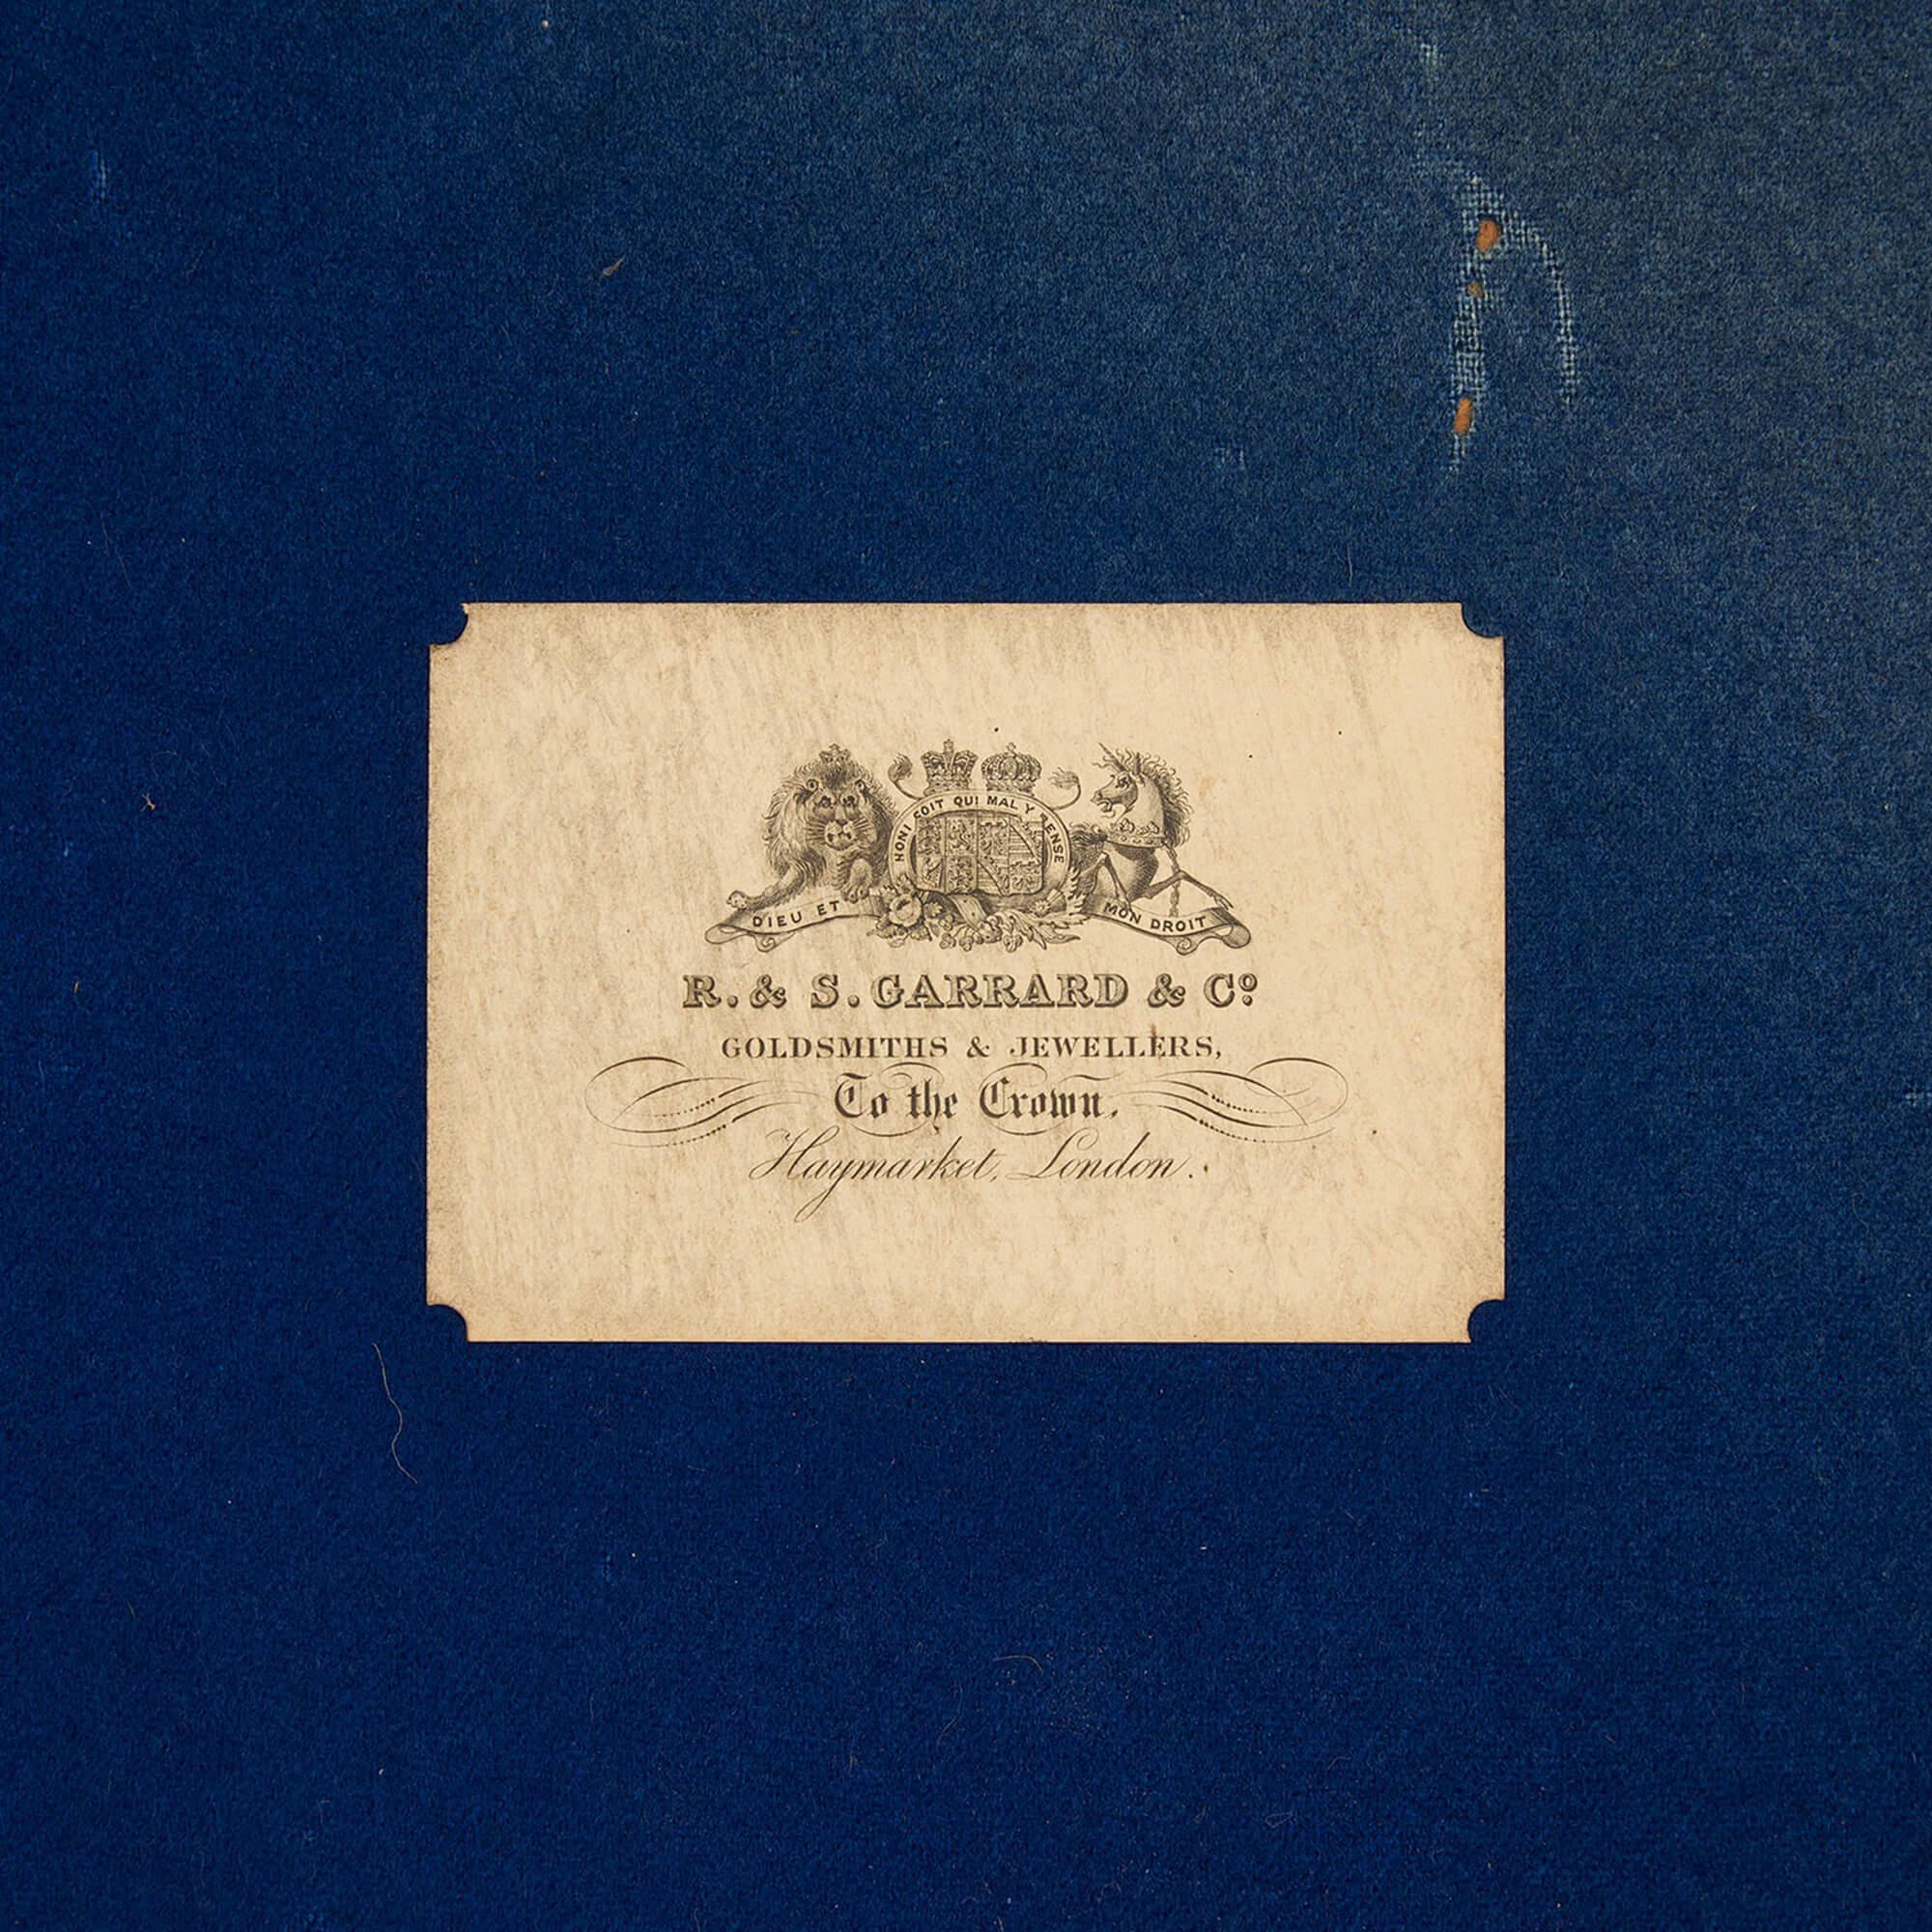 HONI SOIT QUI MAL Y PENSE
DIEU ET MON DROIT
R. & S. GARRARD & Cº
GOLDSMITHS & JEWELLERS,
To the Crown,
Haymarket, London.